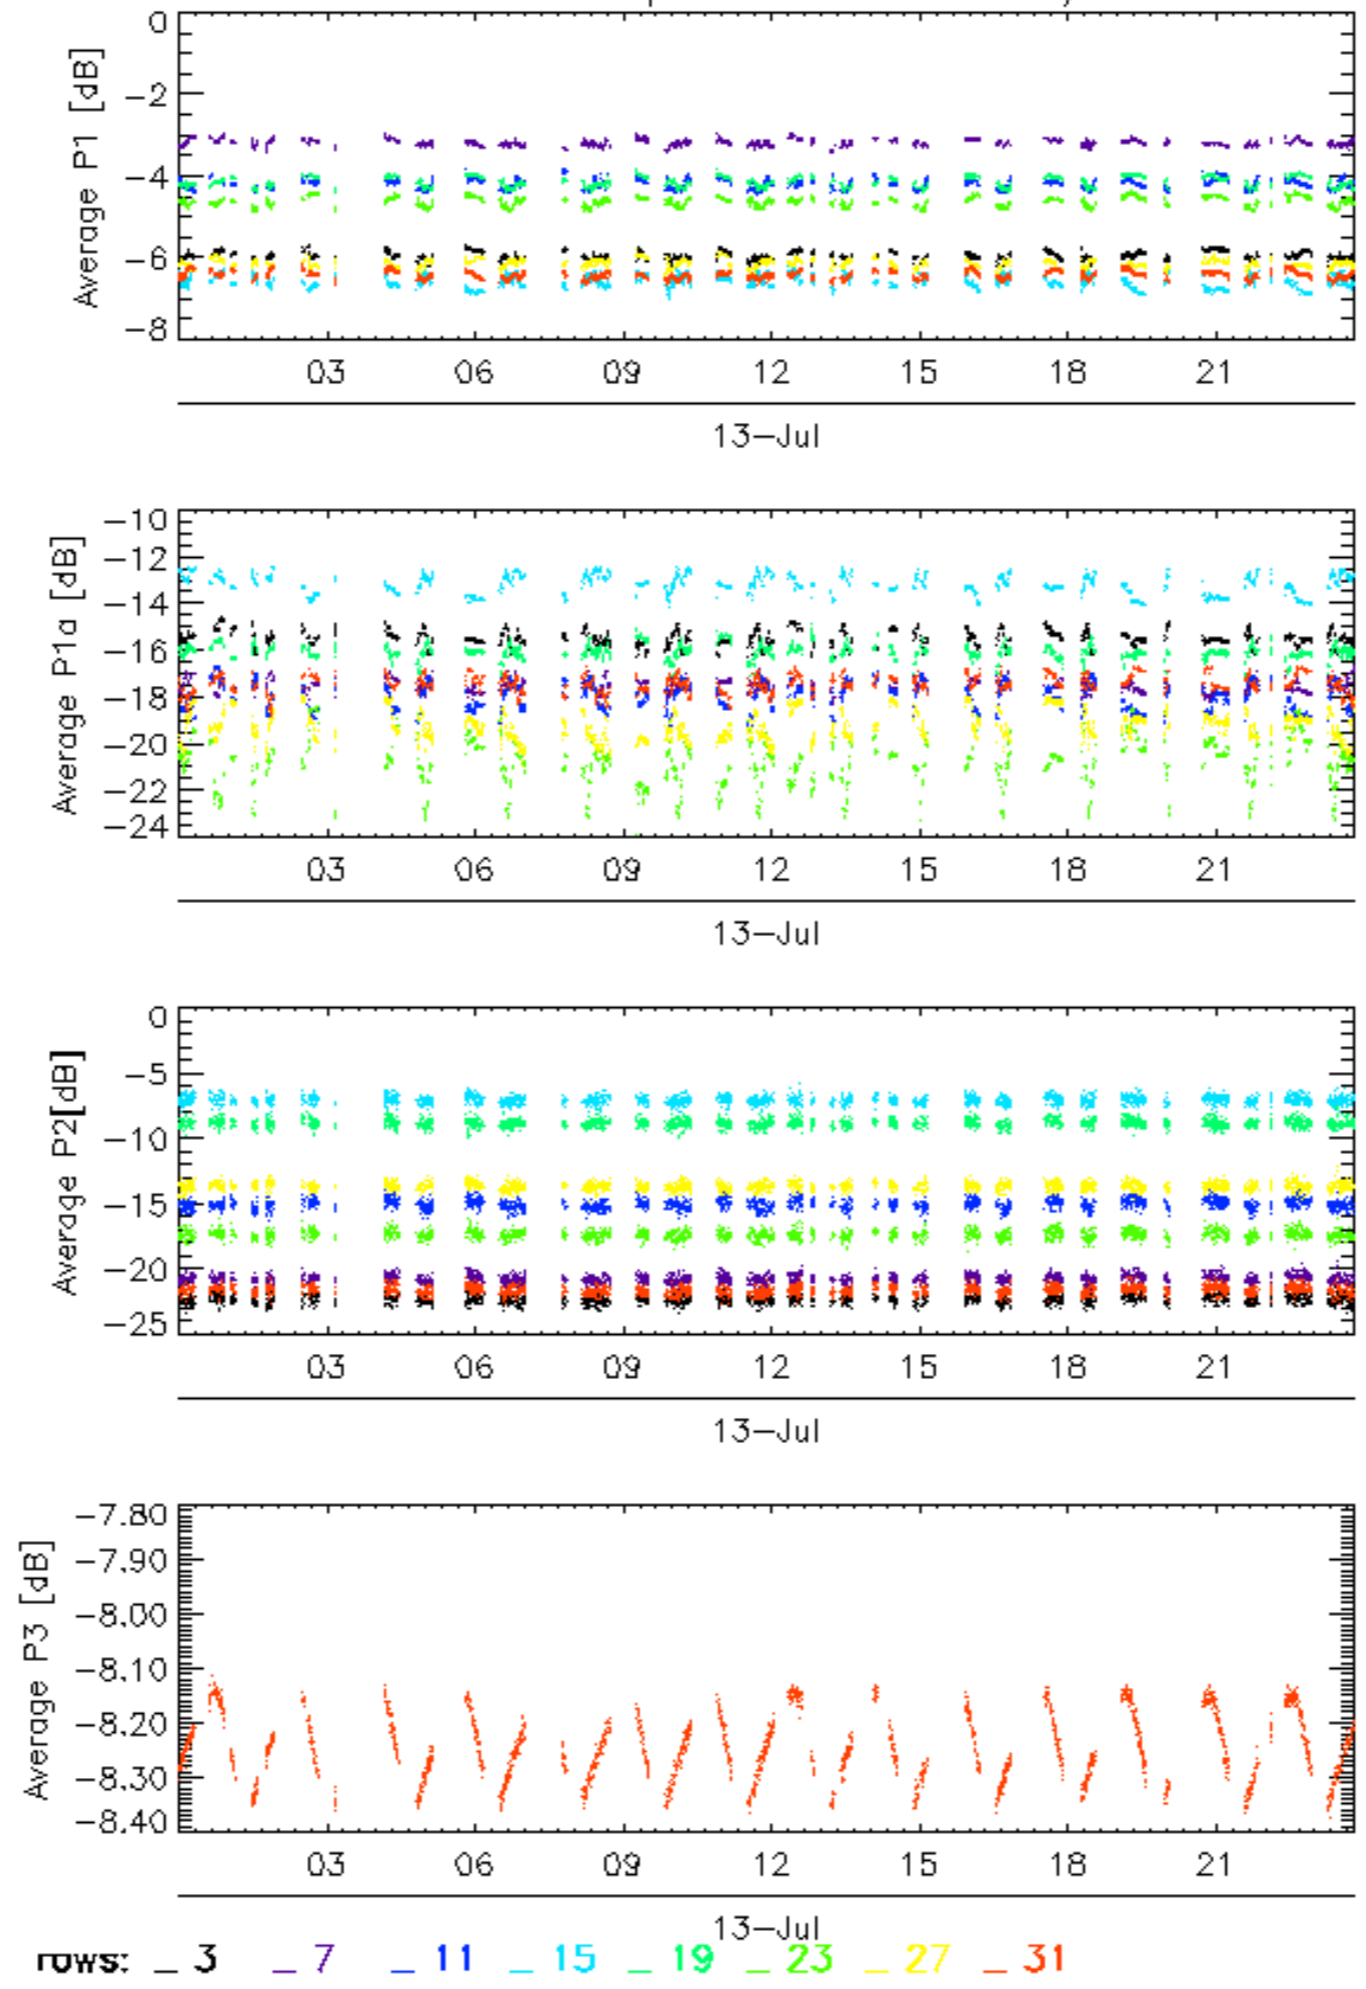 Average P1 [dB]
0
-2
-4
-6
-8
03 06 09 12 15 18 21
13-Jul
Average P1a [dB]
-10
-12
-14
-16
-18
-20
-22
-24
03 06 09 12 15 18 21
13-Jul
Average P2[dB]
0
-5
-10
-15
-20
-25
03 06 09 12 15 18 21
13-Jul
Average P3 [dB]
-7.80
-7.90
-8.00
-8.10
-8.20
-8.30
-8.40
03 06 09 12 15 18 21
13-Jul
rows: _ 3 _ 7 _ 11 _ 15 _ 19 _ 23 _ 27 _ 31